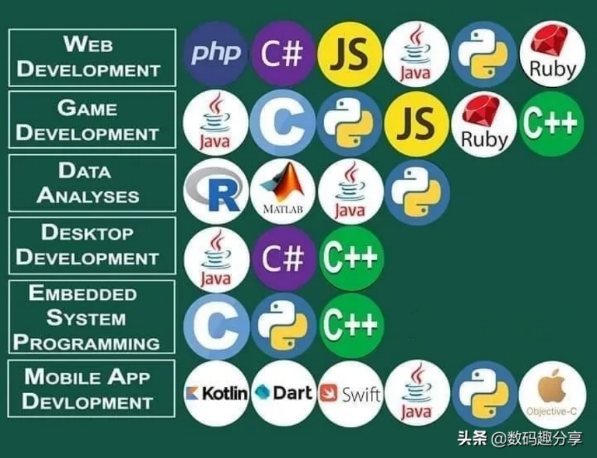 WEB DEVELOPMENT
php C# JS Java Ruby
GAME DEVELOPMENT
Java C JS Ruby C++
DATA ANALYSES
R MATLAB Java
DESKTOP DEVELOPMENT
Java C# C++
EMBEDDED SYSTEM PROGRAMMING
C C++
MOBILE APP DEVLOPMENT
Kotlin Dart Swift Java Objective-C
头条 @数码趣分享